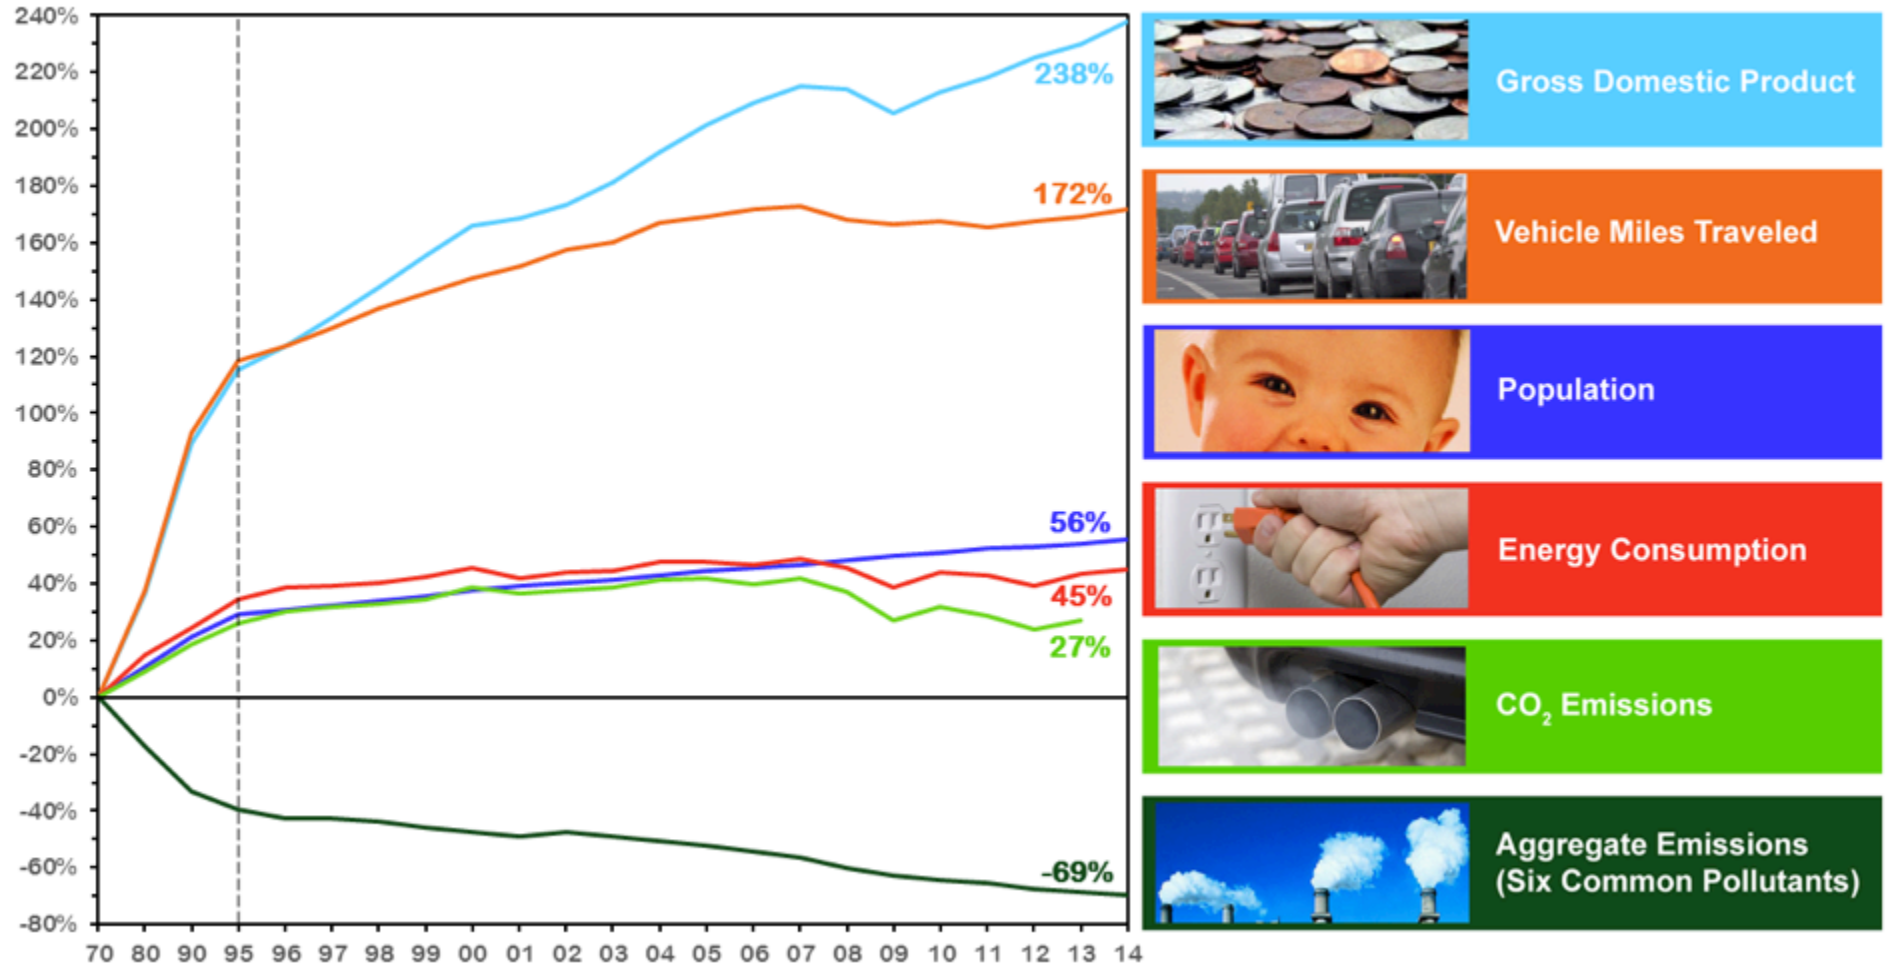 240%
220%
200%
180%
160%
140%
120%
100%
80%
60%
40%
20%
0%
-20%
-40%
-60%
-80%
70 80 90 95 96 97 98 99 00 01 02 03 04 05 06 07 08 09 10 11 12 13 14
238%
172%
56%
45%
27%
-69%
Gross Domestic Product
Vehicle Miles Traveled
Population
Energy Consumption
CO₂ Emissions
Aggregate Emissions
(Six Common Pollutants)